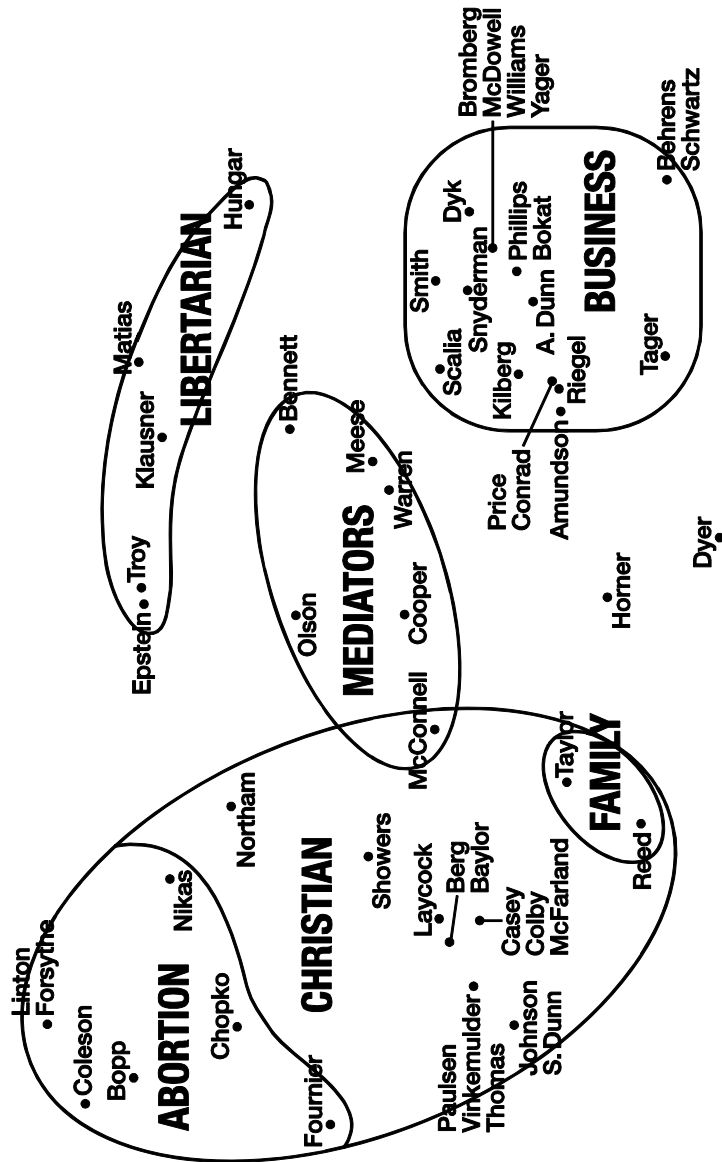 Linton
Forsythe
Coleson
Bopp
ABORTION
Nikas
Chopko
Fournier
Northam
CHRISTIAN
Showers
Laycock
Berg
Baylor
Casey
Colby
McFarland
Paulsen
Vinkemulder
Thomas
Johnson
S. Dunn
Taylor
FAMILY
Reed
Epstein
Troy
Klausner
Matias
LIBERTARIAN
Hungar
Bennett
Meese
Warren
MEDIATORS
Olson
Cooper
McConnell
Horner
Dyer
Bromberg
McDowell
Williams
Yager
Smith
Dyk
Scalia
Snyderman
Phillips
Bokat
Kilberg
A. Dunn
BUSINESS
Riegel
Price
Conrad
Amundson
Tager
Behrens
Schwartz